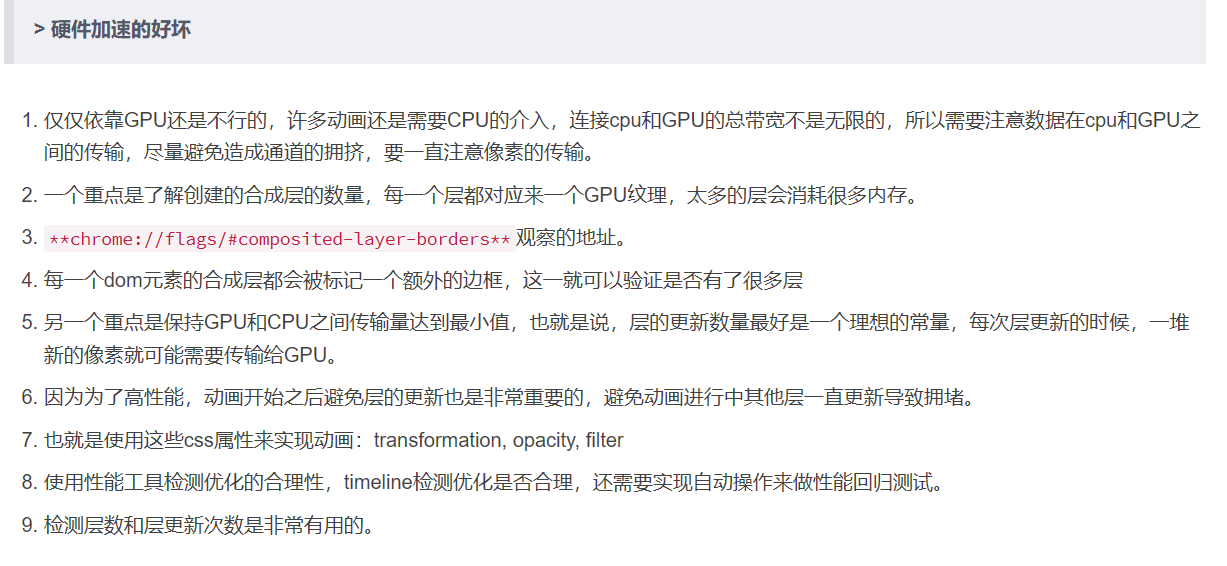 > 硬件加速的好坏
1. 仅仅依靠GPU还是不行的，许多动画还是需要CPU的介入，连接cpu和GPU的总带宽不是无限的，所以需要注意数据在cpu和GPU之
间的传输，尽量避免造成通道的拥挤，要一直注意像素的传输。
2. 一个重点是了解创建的合成层的数量，每一个层都对应来一个GPU纹理，太多的层会消耗很多内存。
3. **chrome://flags/#composited-layer-borders** 观察的地址。
4. 每一个dom元素的合成层都会被标记一个额外的边框，这一就可以验证是否有了很多层
5. 另一个重点是保持GPU和CPU之间传输量达到最小值，也就是说，层的更新数量最好是一个理想的常量，每次层更新的时候，一堆
新的像素就可能需要传输给GPU。
6. 因为为了高性能，动画开始之后避免层的更新也是非常重要的，避免动画进行中其他层一直更新导致拥堵。
7. 也就是使用这些css属性来实现动画：transformation, opacity, filter
8. 使用性能工具检测优化的合理性，timeline检测优化是否合理，还需要实现自动操作来做性能回归测试。
9. 检测层数和层更新次数是非常有用的。